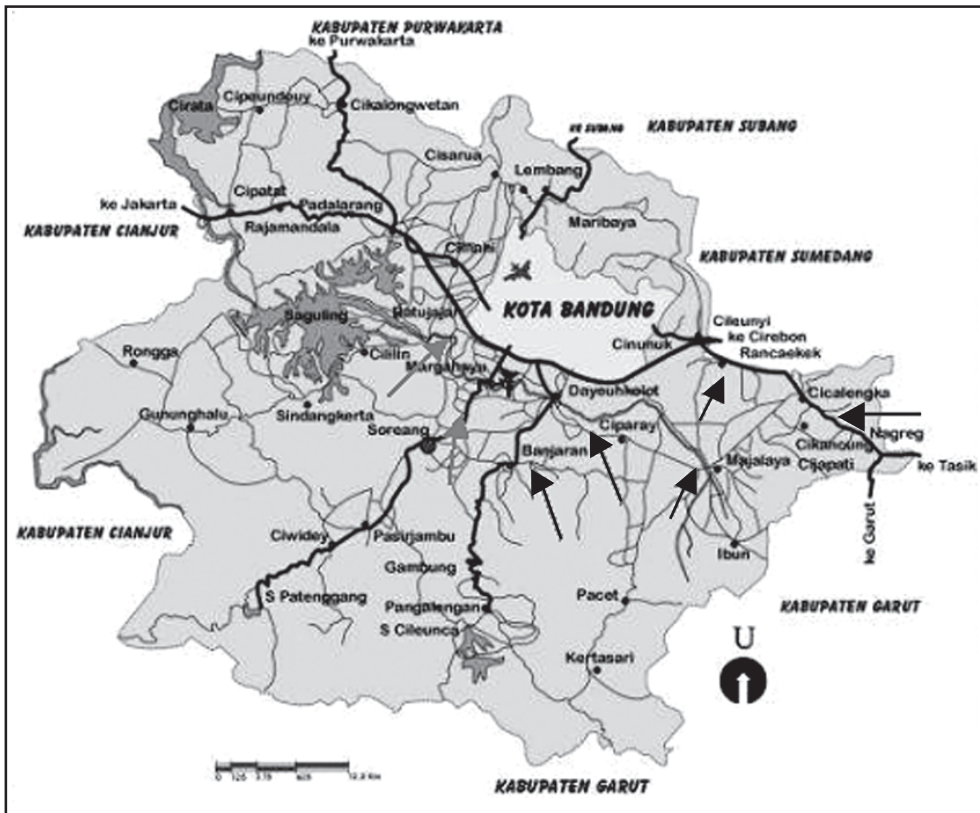 KABUPATEN PURWAKARTA
ke Purwakarta
Cirata
Cipeundeuy
Cikalongwetan
KE SUBANG
KABUPATEN SUBANG
Cisarua
Lembang
Cipatat
ke Jakarta
Padalarang
Maribaya
Rajamandala
KABUPATEN CIANJUR
Cimahi
KABUPATEN SUMEDANG
Saguling
Batujajar
KOTA BANDUNG
Cileunyi
ke Cirebon
Cinunuk
Rancaekek
Rongga
Cililin
Margahayu
Dayeuhkolot
Cicalengka
Gununghalu
Sindangkerta
Soreang
Ciparay
Nagreg
Cikancung
Banjaran
Majalaya
Cijapati
ke Tasik
KABUPATEN CIANJUR
ke Garut
Ciwidey
Pasirjambu
Ibun
Gambung
S Patenggang
Pangalengan
Pacet
KABUPATEN GARUT
S Cileunca
U
Kertasari
KABUPATEN GARUT